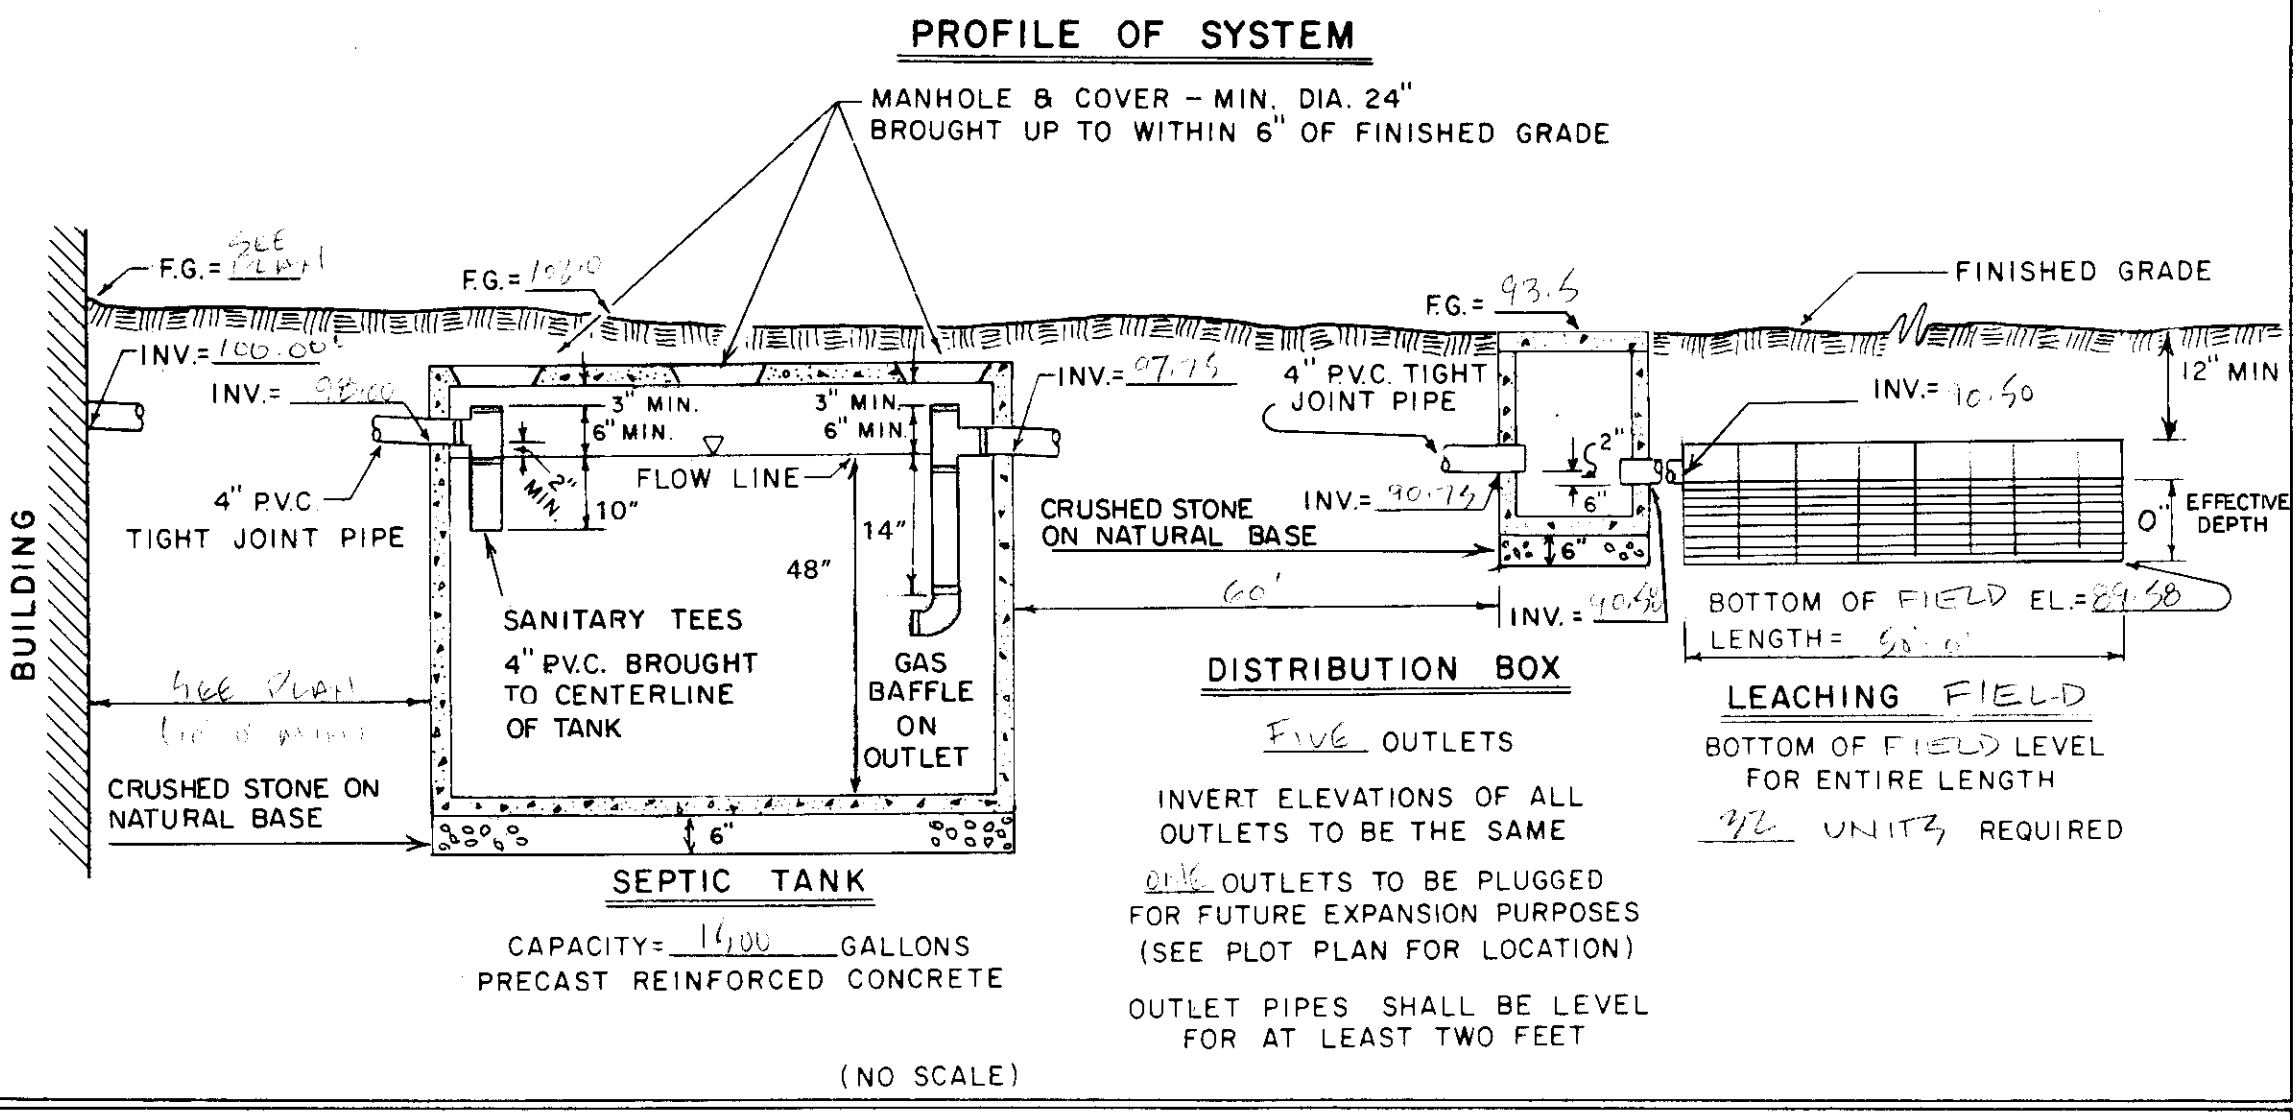 PROFILE OF SYSTEM
MANHOLE & COVER - MIN. DIA. 24"
BROUGHT UP TO WITHIN 6" OF FINISHED GRADE
F.G. = SEE
PLAN
F.G. =
F.G. = 93.5
FINISHED GRADE
INV. = 100.00'
INV. = 98.00
3" MIN.
6" MIN.
3" MIN.
6" MIN.
INV. = 97.75
4" P.V.C. TIGHT
JOINT PIPE
INV. = 90.50
12" MIN
2"
MIN.
10"
FLOW LINE
14"
48"
4" P.V.C.
TIGHT JOINT PIPE
INV. = 90.75
2"
6"
CRUSHED STONE
ON NATURAL BASE
6"
0"
EFFECTIVE
DEPTH
60'
INV. =
BOTTOM OF FIELD EL. = 89.58
LENGTH =
BUILDING
SANITARY TEES
4" P.V.C. BROUGHT
TO CENTERLINE
OF TANK
GAS
BAFFLE
ON
OUTLET
SEE PLAN
CRUSHED STONE ON
NATURAL BASE
6"
SEPTIC TANK
CAPACITY = GALLONS
PRECAST REINFORCED CONCRETE
DISTRIBUTION BOX
FIVE OUTLETS
INVERT ELEVATIONS OF ALL
OUTLETS TO BE THE SAME
ONE OUTLETS TO BE PLUGGED
FOR FUTURE EXPANSION PURPOSES
(SEE PLOT PLAN FOR LOCATION)
OUTLET PIPES SHALL BE LEVEL
FOR AT LEAST TWO FEET
LEACHING FIELD
BOTTOM OF FIELD LEVEL
FOR ENTIRE LENGTH
32 UNITS REQUIRED
(NO SCALE)